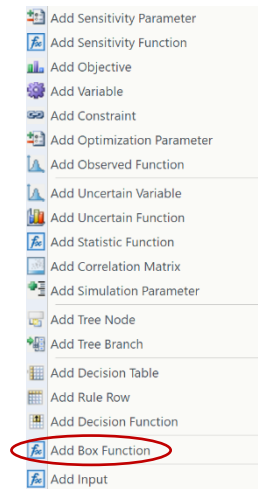 Add Sensitivity Parameter
Add Sensitivity Function
Add Objective
Add Variable
Add Constraint
Add Optimization Parameter
Add Observed Function
Add Uncertain Variable
Add Uncertain Function
Add Statistic Function
Add Correlation Matrix
Add Simulation Parameter
Add Tree Node
Add Tree Branch
Add Decision Table
Add Rule Row
Add Decision Function
Add Box Function
Add Input